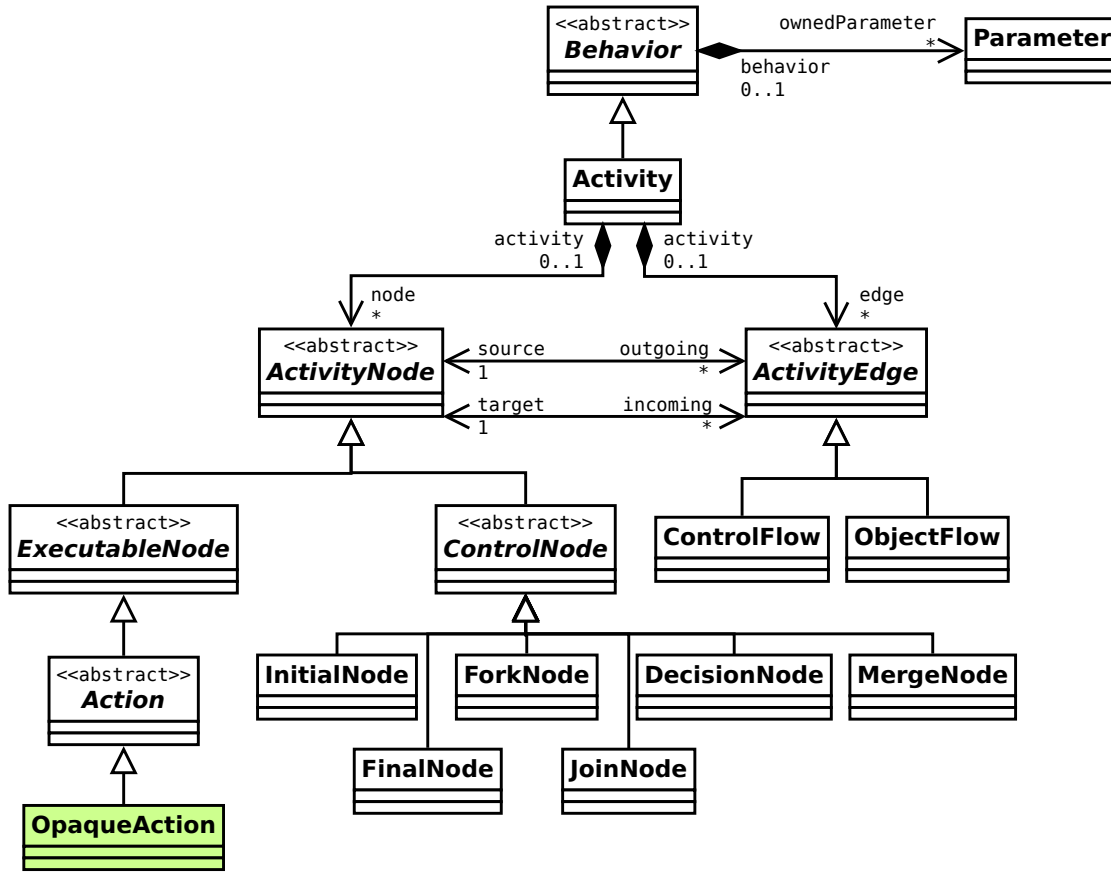 <<abstract>>
Behavior
ownedParameter
*
behavior
0..1
Parameter
Activity
activity
0..1
activity
0..1
node
*
edge
*
<<abstract>>
ActivityNode
source
1
outgoing
*
target
1
incoming
*
<<abstract>>
ActivityEdge
<<abstract>>
ExecutableNode
<<abstract>>
ControlNode
ControlFlow
ObjectFlow
<<abstract>>
Action
InitialNode
ForkNode
DecisionNode
MergeNode
FinalNode
JoinNode
OpaqueAction